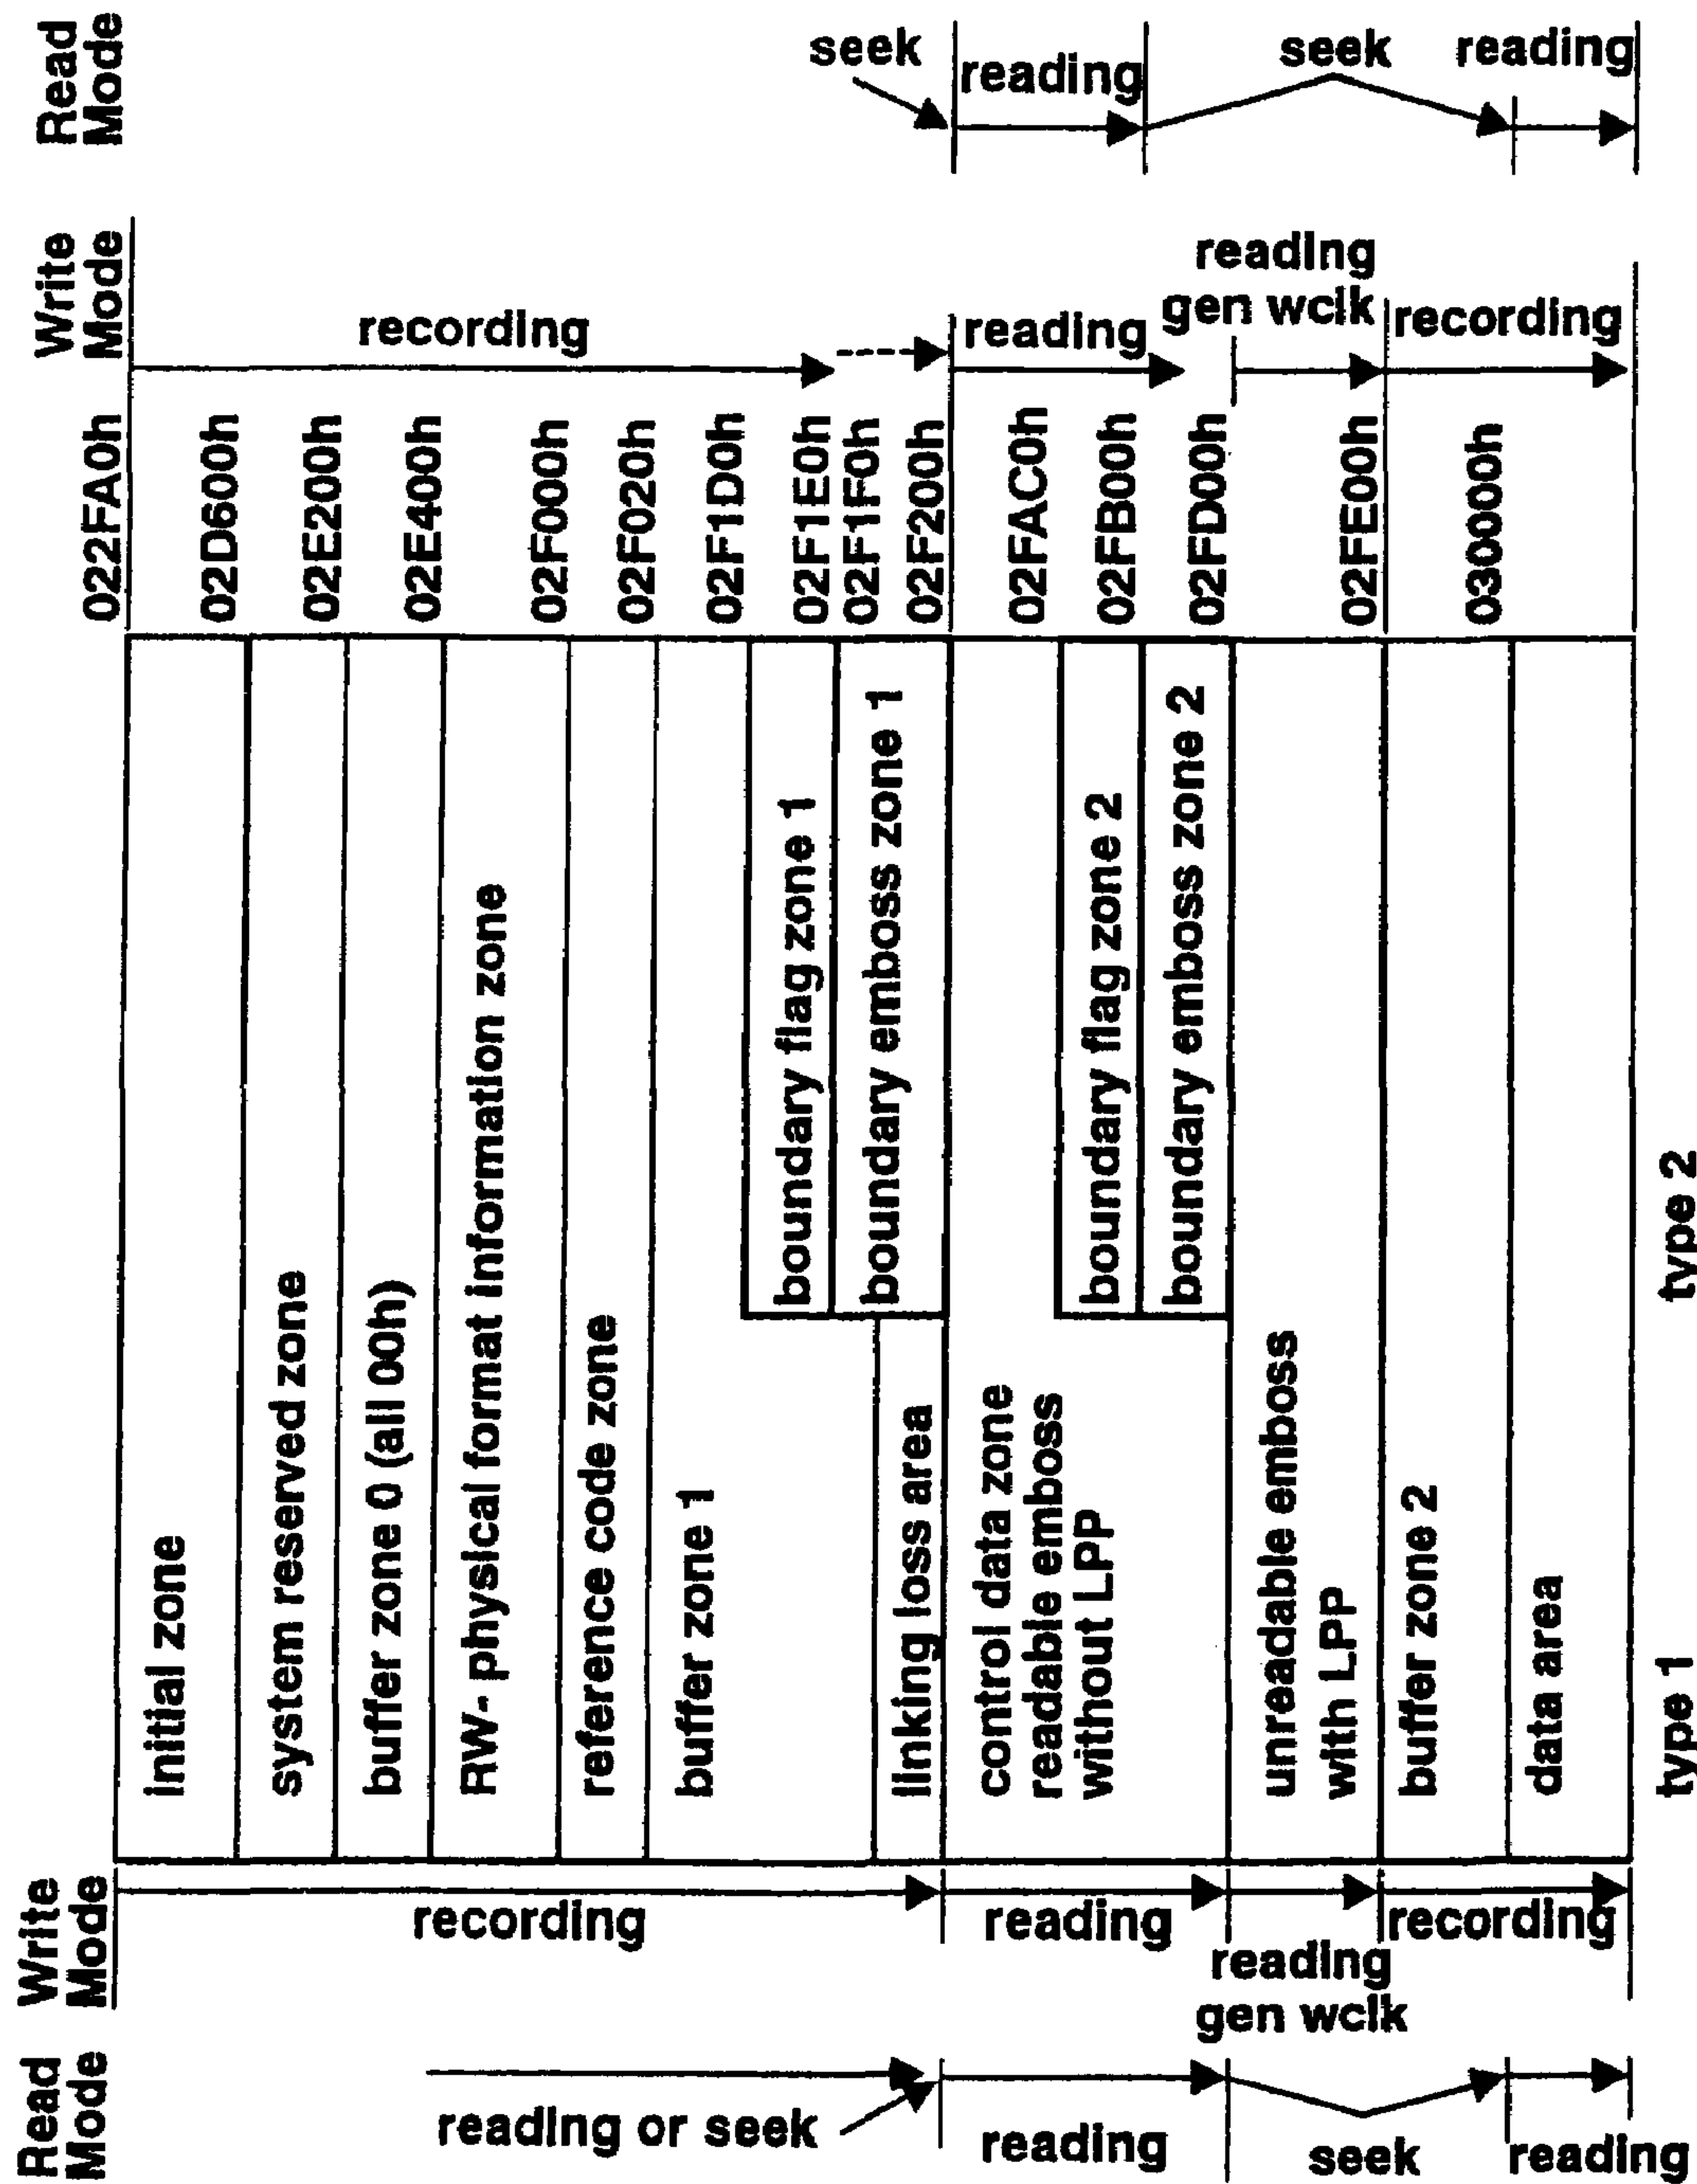 Read
Mode
seek
reading
seek
reading
Write
Mode
recording
reading
reading
gen wclk
recording
022FA0h
02D600h
02E200h
02E400h
02F000h
02F020h
02F1D0h
02F1E0h
02F1F0h
02F200h
02FAC0h
02FB00h
02FD00h
02FE00h
030000h
initial zone
system reserved zone
buffer zone 0 (all 00h)
RW- physical format information zone
reference code zone
buffer zone 1
boundary flag zone 1
boundary emboss zone 1
linking loss area
control data zone
readable emboss
without LPP
boundary flag zone 2
boundary emboss zone 2
unreadable emboss
with LPP
buffer zone 2
data area
type 1
type 2
Write
Mode
recording
reading
reading
gen wclk
recording
Read
Mode
reading or seek
reading
seek
reading